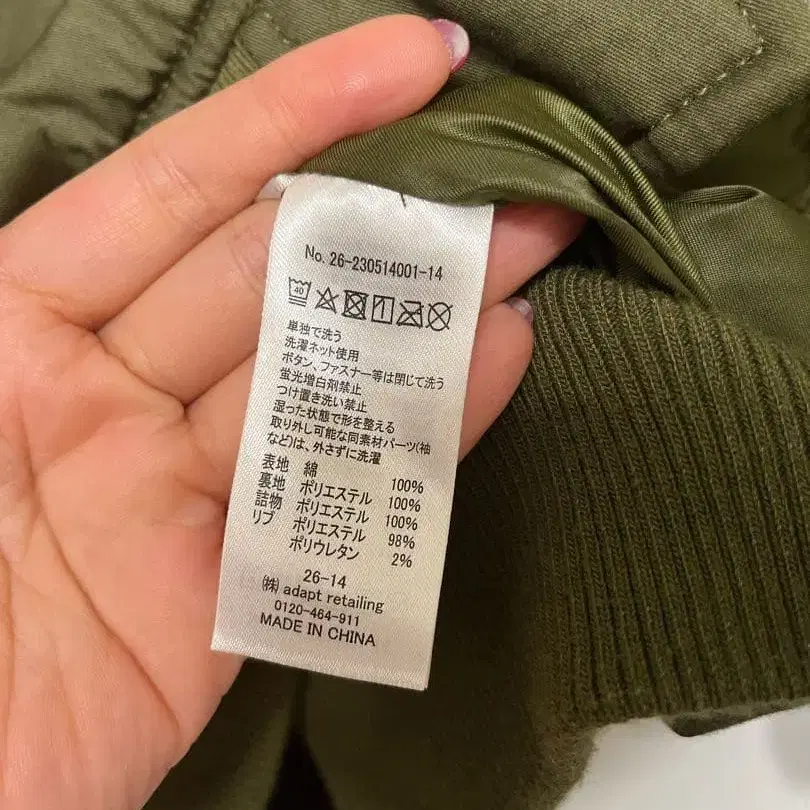 No. 26-230514001-14
40
単独で洗う
洗濯ネット使用
ボタン、ファスナー等は閉じて洗う
蛍光増白剤禁止
つけ置き洗い禁止
湿った状態で形を整える
取り外し可能な同素材パーツ(袖
など)は、外さずに洗濯
表地 綿 100%
裏地 ポリエステル 100%
詰物 ポリエステル 100%
リブ ポリエステル 98%
ポリウレタン 2%
26-14
(株) adapt retailing
0120-464-911
MADE IN CHINA